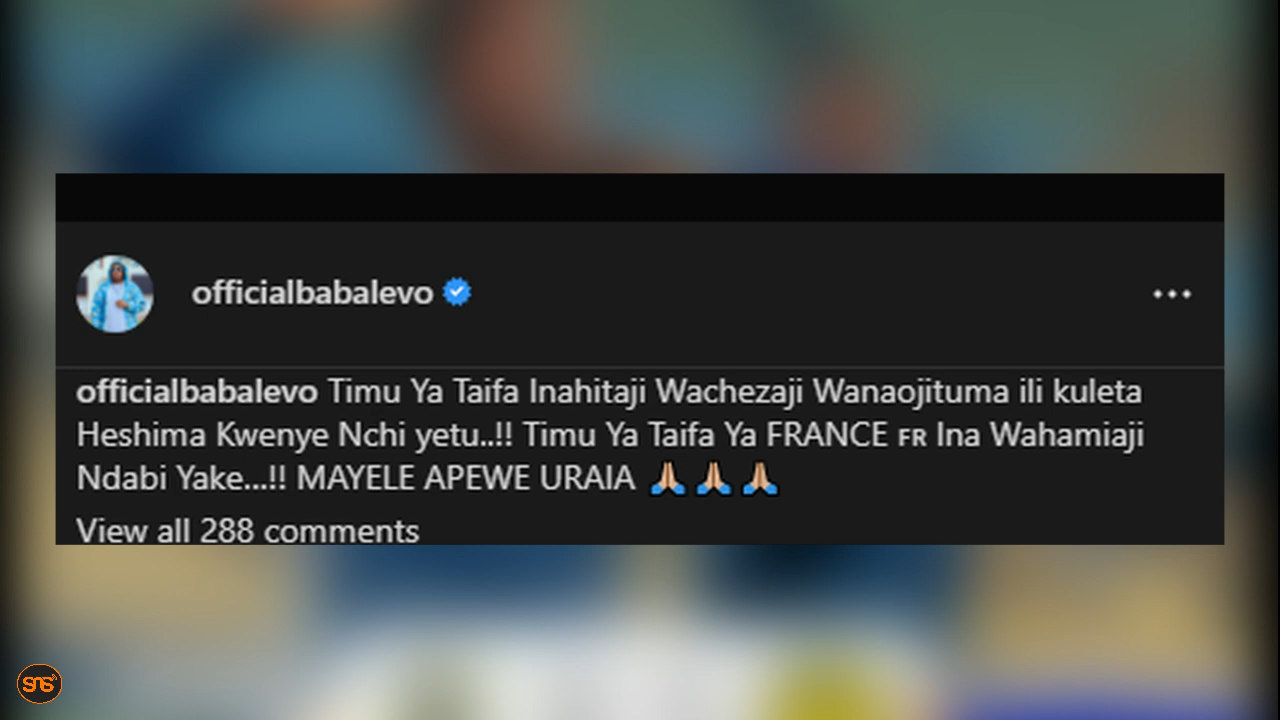 officialbabalevo
officialbabalevo Timu Ya Taifa Inahitaji Wachezaji Wanaojituma ili kuleta
Heshima Kwenye Nchi yetu..!! Timu Ya Taifa Ya FRANCE FR Ina Wahamiaji
Ndabi Yake...!! MAYELE APEWE URAIA 🙏🏼 🙏🏼 🙏🏼
View all 288 comments
SNS